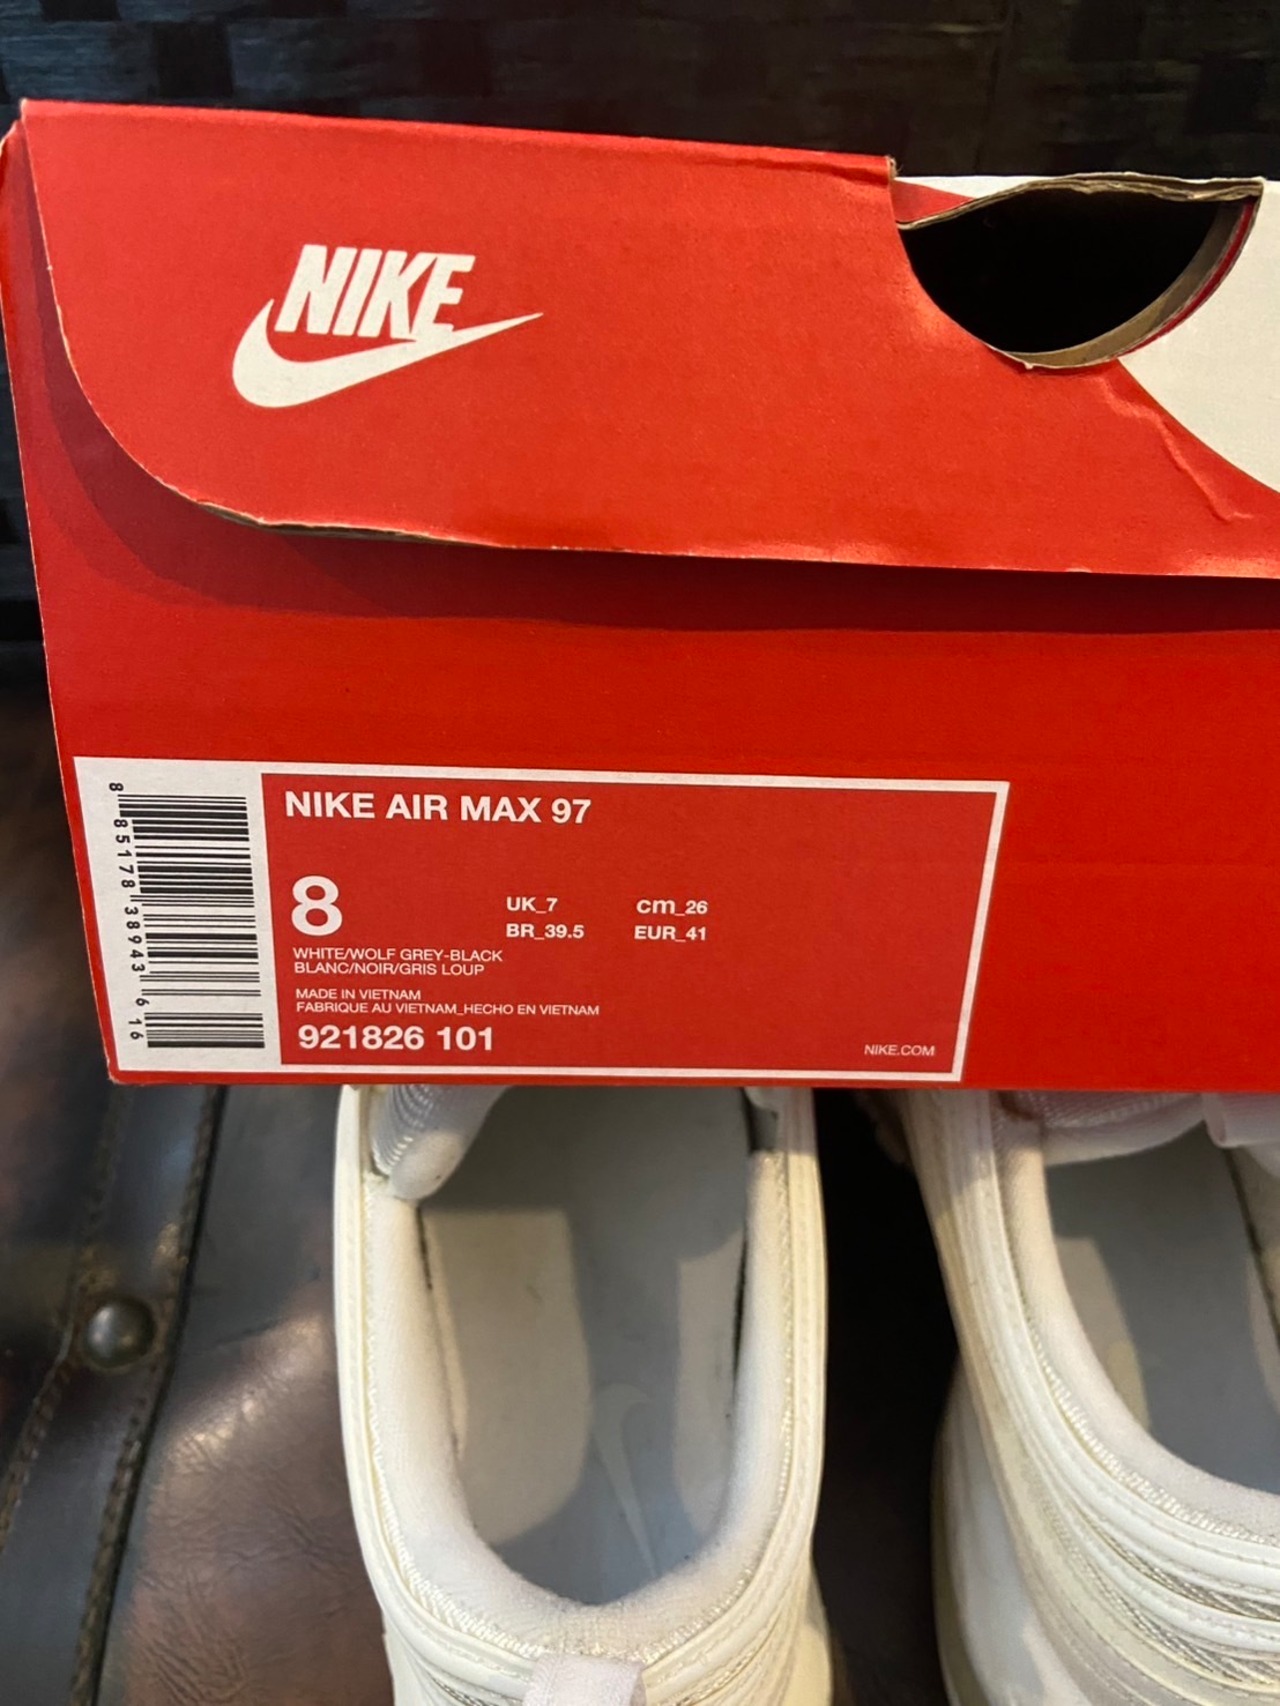 NIKE
NIKE AIR MAX 97
8
UK_7 cm_26
BR_39.5 EUR_41
WHITE/WOLF GREY-BLACK
BLANC/NOIR/GRIS LOUP
MADE IN VIETNAM
FABRIQUE AU VIETNAM_HECHO EN VIETNAM
921826 101
NIKE.COM
8 85178 38943 6 16